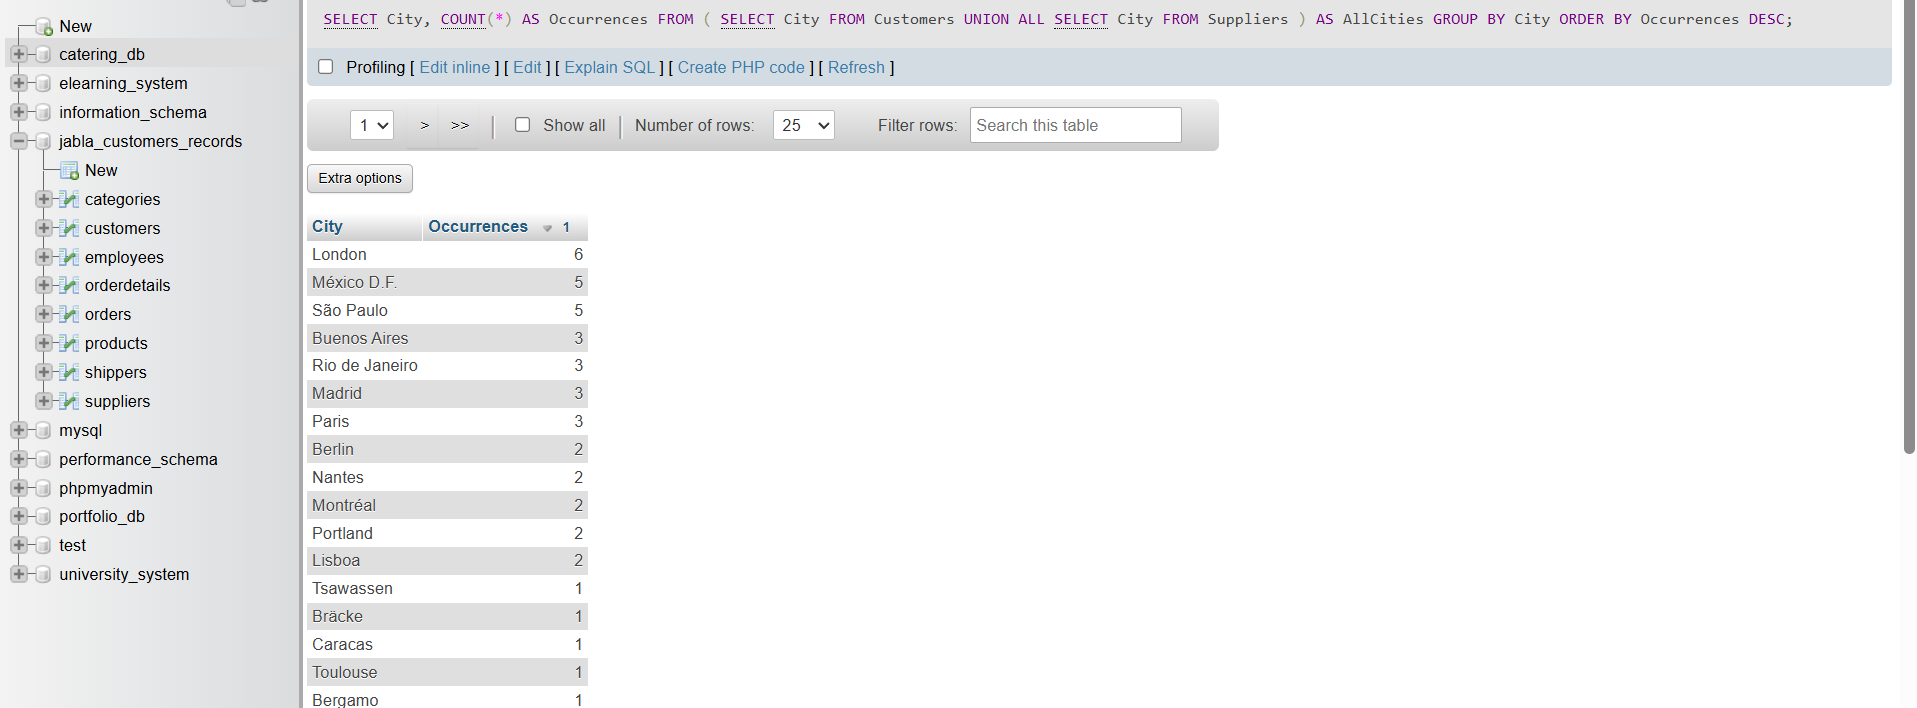 New
catering_db
elearning_system
information_schema
jabla_customers_records
New
categories
customers
employees
orderdetails
orders
products
shippers
suppliers
mysql
performance_schema
phpmyadmin
portfolio_db
test
university_system
SELECT City, COUNT(*) AS Occurrences FROM ( SELECT City FROM Customers UNION ALL SELECT City FROM Suppliers ) AS AllCities GROUP BY City ORDER BY Occurrences DESC;
Profiling [ Edit inline ] [ Edit ] [ Explain SQL ] [ Create PHP code ] [ Refresh ]
1 > >> | Show all | Number of rows: 25 Filter rows: Search this table
Extra options
City Occurrences 1
London 6
México D.F. 5
São Paulo 5
Buenos Aires 3
Rio de Janeiro 3
Madrid 3
Paris 3
Berlin 2
Nantes 2
Montréal 2
Portland 2
Lisboa 2
Tsawassen 1
Bräcke 1
Caracas 1
Toulouse 1
Bergamo 1